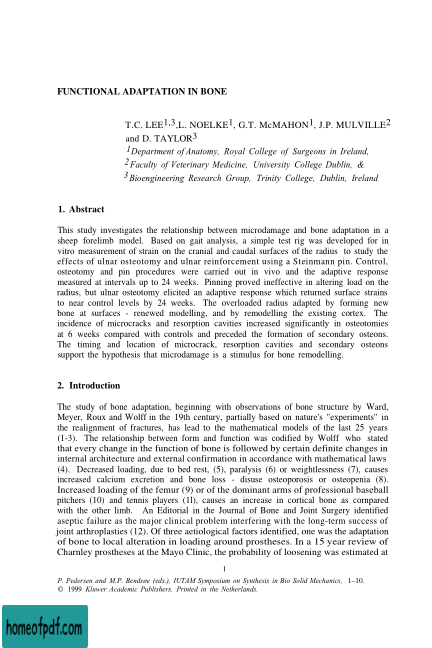 FUNCTIONAL ADAPTATION IN BONE
T.C. LEE1,3,L. NOELKE1, G.T. McMAHON1, J.P. MULVILLE2
and D. TAYLOR3
1Department of Anatomy, Royal College of Surgeons in Ireland,
2Faculty of Veterinary Medicine, University College Dublin, &
3Bioengineering Research Group, Trinity College, Dublin, Ireland
1. Abstract
This study investigates the relationship between microdamage and bone adaptation in a
sheep forelimb model. Based on gait analysis, a simple test rig was developed for in
vitro measurement of strain on the cranial and caudal surfaces of the radius to study the
effects of ulnar osteotomy and ulnar reinforcement using a Steinmann pin. Control,
osteotomy and pin procedures were carried out in vivo and the adaptive response
measured at intervals up to 24 weeks. Pinning proved ineffective in altering load on the
radius, but ulnar osteotomy elicited an adaptive response which returned surface strains
to near control levels by 24 weeks. The overloaded radius adapted by forming new
bone at surfaces - renewed modelling, and by remodelling the existing cortex. The
incidence of microcracks and resorption cavities increased significantly in osteotomies
at 6 weeks compared with controls and preceded the formation of secondary osteons.
The timing and location of microcrack, resorption cavities and secondary osteons
support the hypothesis that microdamage is a stimulus for bone remodelling.
2. Introduction
The study of bone adaptation, beginning with observations of bone structure by Ward,
Meyer, Roux and Wolff in the 19th century, partially based on nature's "experiments" in
the realignment of fractures, has lead to the mathematical models of the last 25 years
(1-3). The relationship between form and function was codified by Wolff who stated
that every change in the function of bone is followed by certain definite changes in
internal architecture and external confirmation in accordance with mathematical laws
(4). Decreased loading, due to bed rest, (5), paralysis (6) or weightlessness (7), causes
increased calcium excretion and bone loss - disuse osteoporosis or osteopenia (8).
Increased loading of the femur (9) or of the dominant arms of professional baseball
pitchers (10) and tennis players (11), causes an increase in cortical bone as compared
with the other limb. An Editorial in the Journal of Bone and Joint Surgery identified
aseptic failure as the major clinical problem interfering with the long-term success of
joint arthroplasties (12). Of three aetiological factors identified, one was the adaptation
of bone to local alteration in loading around prostheses. In a 15 year review of
Charnley prostheses at the Mayo Clinic, the probability of loosening was estimated at
1
P. Pedersen and M.P. Bendsøe (eds.), IUTAM Symposium on Synthesis in Bio Solid Mechanics, 1–10.
© 1999 Kluwer Academic Publishers. Printed in the Netherlands.
homeofpdf.com